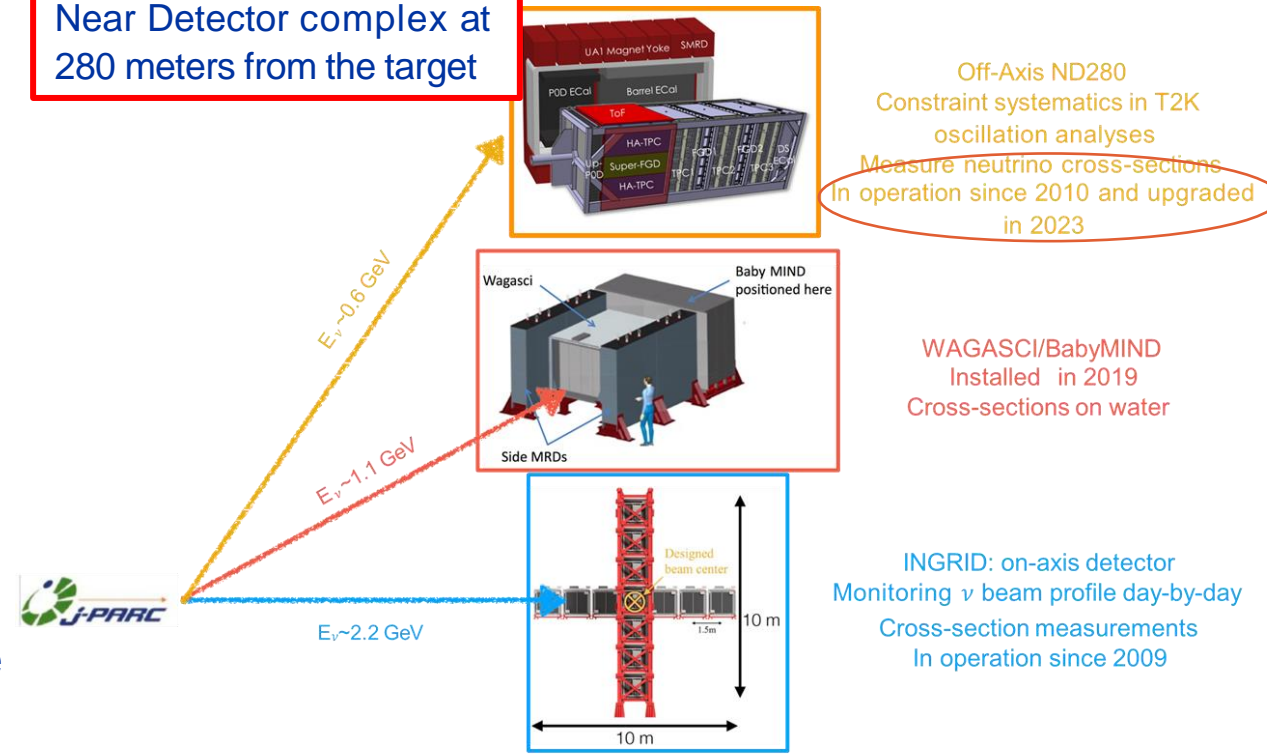 Near Detector complex at
280 meters from the target
UA1 Magnet Yoke SMRD
P0D ECal
Barrel ECal
ToF
HA-TPC
Super-FGD
HA-TPC
Up-
P0D
TPC1
FGD1
TPC2
FGD2
TPC3
DS
ECal
Off-Axis ND280
Constraint systematics in T2K
oscillation analyses
Measure neutrino cross-sections
In operation since 2010 and upgraded
in 2023
Eν~0.6 GeV
Wagasci
Baby MIND
positioned here
Side MRDs
WAGASCI/BabyMIND
Installed in 2019
Cross-sections on water
Eν~1.1 GeV
J-PARC
Eν~2.2 GeV
Designed
beam center
1.5m
10 m
10 m
INGRID: on-axis detector
Monitoring ν beam profile day-by-day
Cross-section measurements
In operation since 2009